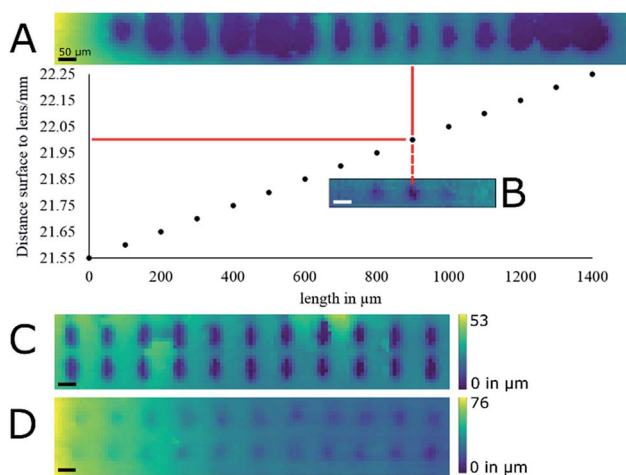 A
50 µm
22.25
22.15
22.05
21.95
21.85
21.75
21.65
21.55
Distance surface to lens/mm
B
0 200 400 600 800 1000 1200 1400
length in µm
C
53
0 in µm
D
76
0 in µm